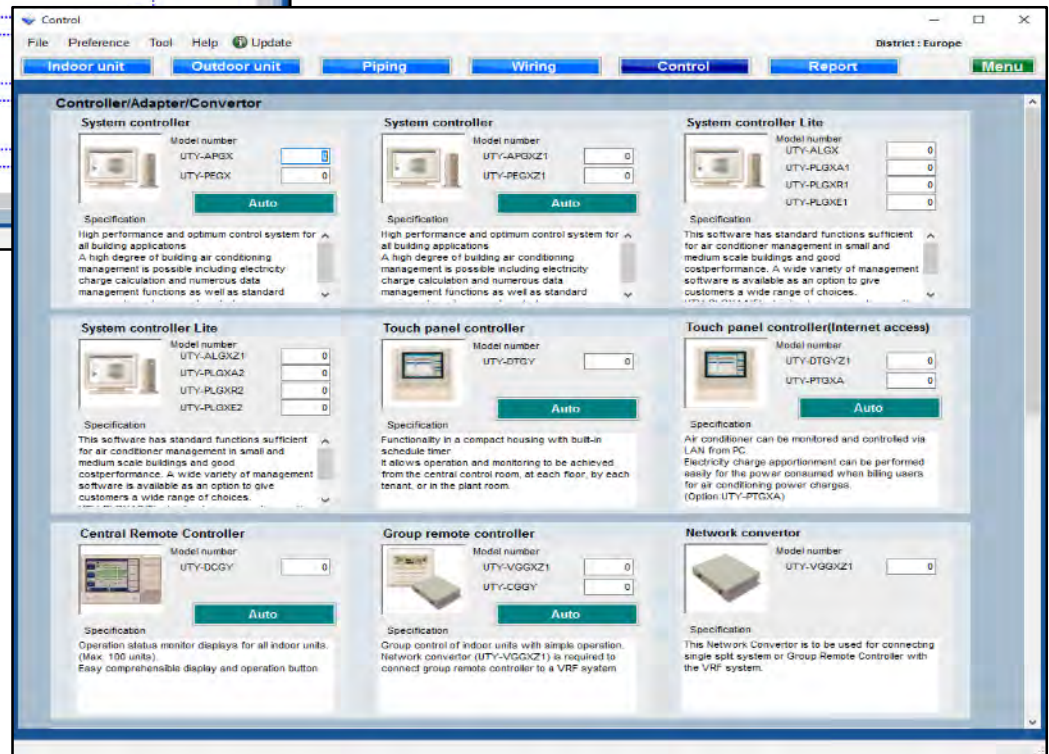 Control
File Preference Tool Help Update
District : Europe
Indoor unit Outdoor unit Piping Wiring Control Report Menu
Controller/Adapter/Convertor
System controller
Model number
UTY-APGX 0
UTY-PEGX 0
Auto
Specification
High performance and optimum control system for
all building applications
A high degree of building air conditioning
management is possible including electricity
charge calculation and numerous data
management functions as well as standard
System controller
Model number
UTY-APGXZ1 0
UTY-PEGXZ1 0
Auto
Specification
High performance and optimum control system for
all building applications
A high degree of building air conditioning
management is possible including electricity
charge calculation and numerous data
management functions as well as standard
System controller Lite
Model number
UTY-ALGX 0
UTY-PLGXA1 0
UTY-PLGXR1 0
UTY-PLGXE1 0
Specification
This software has standard functions sufficient
for air conditioner management in small and
medium scale buildings and good
costperformance. A wide variety of management
software is available as an option to give
customers a wide range of choices.
System controller Lite
Model number
UTY-ALGXZ1 0
UTY-PLGXA2 0
UTY-PLGXR2 0
UTY-PLGXE2 0
Specification
This software has standard functions sufficient
for air conditioner management in small and
medium scale buildings and good
costperformance. A wide variety of management
software is available as an option to give
customers a wide range of choices.
Touch panel controller
Model number
UTY-DTGY 0
Auto
Specification
Functionality in a compact housing with built-in
schedule timer
It allows operation and monitoring to be achieved
from the central control room, at each floor, by each
tenant, or in the plant room.
Touch panel controller(Internet access)
Model number
UTY-DTGYZ1 0
UTY-PTGXA 0
Auto
Specification
Air conditioner can be monitored and controlled via
LAN from PC.
Electricity charge apportionment can be performed
easily for the power consumed when billing users
for air conditioning power charges.
(Option:UTY-PTGXA)
Central Remote Controller
Model number
UTY-DCGY 0
Auto
Specification
Operation status monitor displays for all indoor units.
(Max. 100 units).
Easy comprehensible display and operation button
Group remote controller
Model number
UTY-VGGXZ1 0
UTY-CGGY 0
Auto
Specification
Group control of indoor units with simple operation.
Network convertor (UTY-VGGXZ1) is required to
connect group remote controller to a VRF system
Network convertor
Model number
UTY-VGGXZ1 0
Specification
This Network Convertor is to be used for connecting
single split system or Group Remote Controller with
the VRF system.